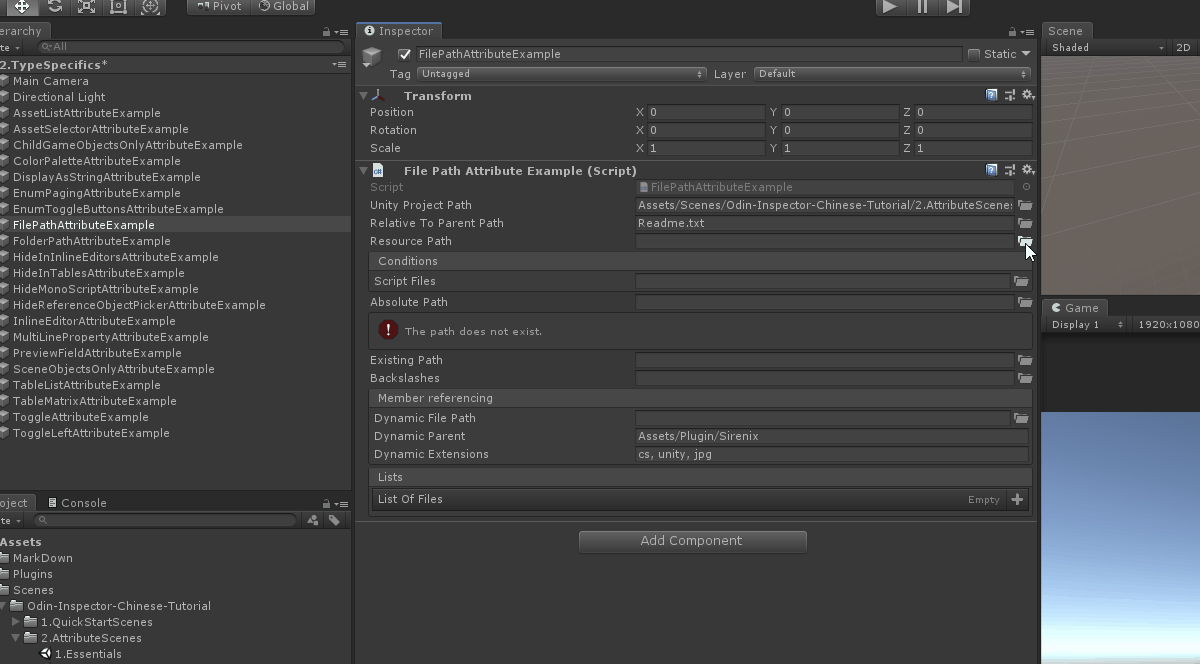 Pivot
Global
erarchy
te
All
2.TypeSpecifics*
Main Camera
Directional Light
AssetListAttributeExample
AssetSelectorAttributeExample
ChildGameObjectsOnlyAttributeExample
ColorPaletteAttributeExample
DisplayAsStringAttributeExample
EnumPagingAttributeExample
EnumToggleButtonsAttributeExample
FilePathAttributeExample
FolderPathAttributeExample
HideInInlineEditorsAttributeExample
HideInTablesAttributeExample
HideMonoScriptAttributeExample
HideReferenceObjectPickerAttributeExample
InlineEditorAttributeExample
MultiLinePropertyAttributeExample
PreviewFieldAttributeExample
SceneObjectsOnlyAttributeExample
TableListAttributeExample
TableMatrixAttributeExample
ToggleAttributeExample
ToggleLeftAttributeExample
oject
Console
te
Assets
MarkDown
Plugins
Scenes
Odin-Inspector-Chinese-Tutorial
1.QuickStartScenes
2.AttributeScenes
1.Essentials
Inspector
FilePathAttributeExample
Static
Tag Untagged Layer Default
Transform
Position X 0 Y 0 Z 0
Rotation X 0 Y 0 Z 0
Scale X 1 Y 1 Z 1
File Path Attribute Example (Script)
Script FilePathAttributeExample
Unity Project Path Assets/Scenes/Odin-Inspector-Chinese-Tutorial/2.AttributeScenes
Relative To Parent Path Readme.txt
Resource Path
Conditions
Script Files
Absolute Path
The path does not exist.
Existing Path
Backslashes
Member referencing
Dynamic File Path
Dynamic Parent Assets/Plugin/Sirenix
Dynamic Extensions cs, unity, jpg
Lists
List Of Files Empty
Add Component
Scene
Shaded 2D
Game
Display 1 1920x1080